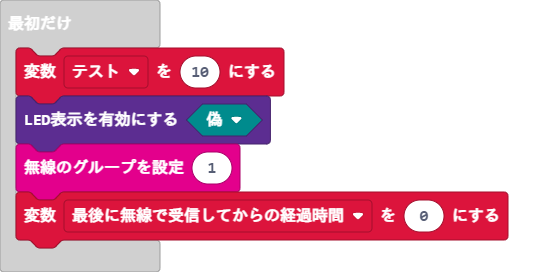 最初だけ
変数 テスト を 10 にする
LED表示を有効にする 偽
無線のグループを設定 1
変数 最後に無線で受信してからの経過時間 を 0 にする